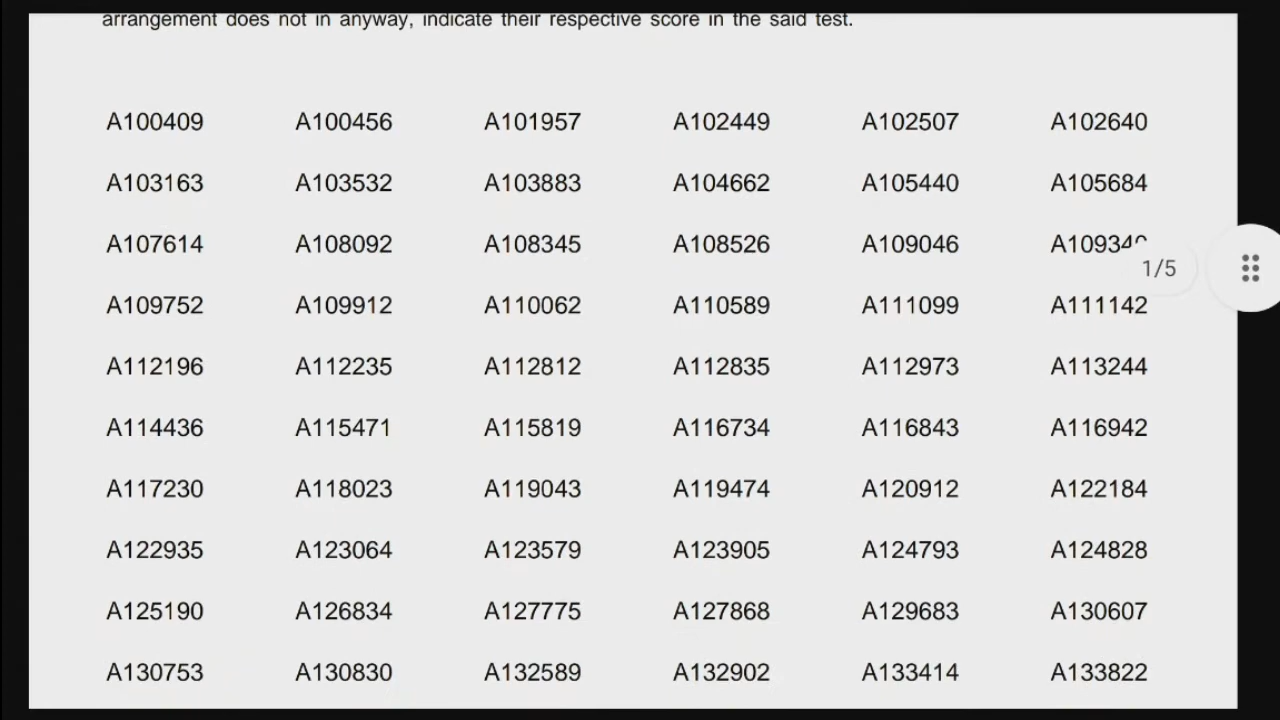 arrangement does not in anyway, indicate their respective score in the said test.
A100409 A100456 A101957 A102449 A102507 A102640
A103163 A103532 A103883 A104662 A105440 A105684
A107614 A108092 A108345 A108526 A109046
1/5
A109752 A109912 A110062 A110589 A111099 A111142
A112196 A112235 A112812 A112835 A112973 A113244
A114436 A115471 A115819 A116734 A116843 A116942
A117230 A118023 A119043 A119474 A120912 A122184
A122935 A123064 A123579 A123905 A124793 A124828
A125190 A126834 A127775 A127868 A129683 A130607
A130753 A130830 A132589 A132902 A133414 A133822